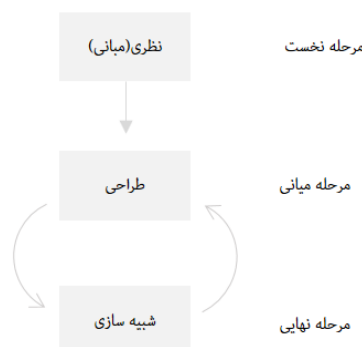 مرحله نخست
نظری(مبانی)
مرحله میانی
طراحی
مرحله نهایی
شبیه سازی